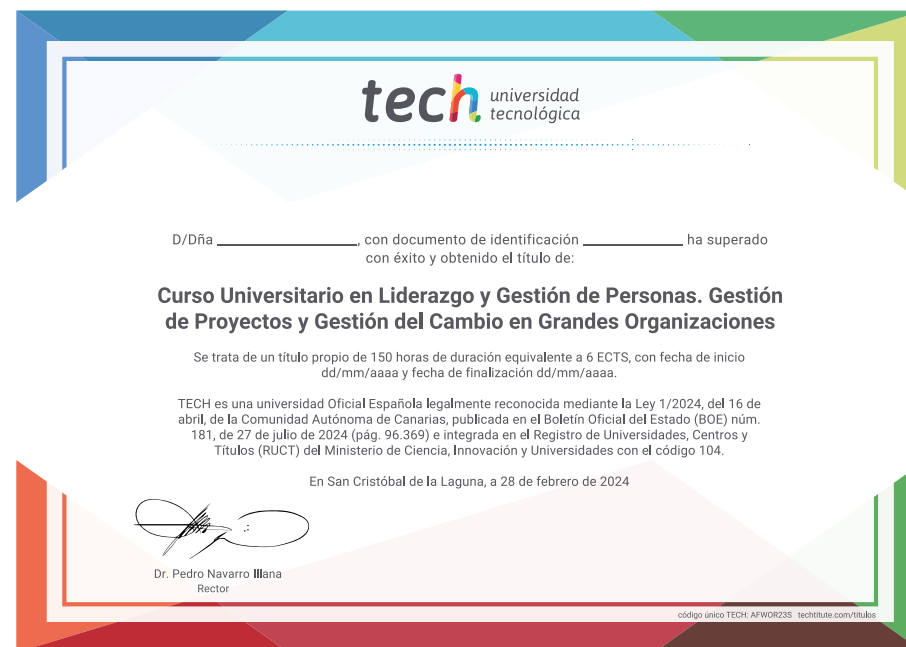 tech universidad
tecnológica
D/Dña ________________, con documento de identificación ____________ ha superado
con éxito y obtenido el título de:
Curso Universitario en Liderazgo y Gestión de Personas. Gestión
de Proyectos y Gestión del Cambio en Grandes Organizaciones
Se trata de un título propio de 150 horas de duración equivalente a 6 ECTS, con fecha de inicio
dd/mm/aaaa y fecha de finalización dd/mm/aaaa.
TECH es una universidad Oficial Española legalmente reconocida mediante la Ley 1/2024, del 16 de
abril, de la Comunidad Autónoma de Canarias, publicada en el Boletín Oficial del Estado (BOE) núm.
181, de 27 de julio de 2024 (pág. 96.369) e integrada en el Registro de Universidades, Centros y
Títulos (RUCT) del Ministerio de Ciencia, Innovación y Universidades con el código 104.
En San Cristóbal de la Laguna, a 28 de febrero de 2024
Dr. Pedro Navarro Illana
Rector
código único TECH: AFWOR23S techtitute.com/titulos